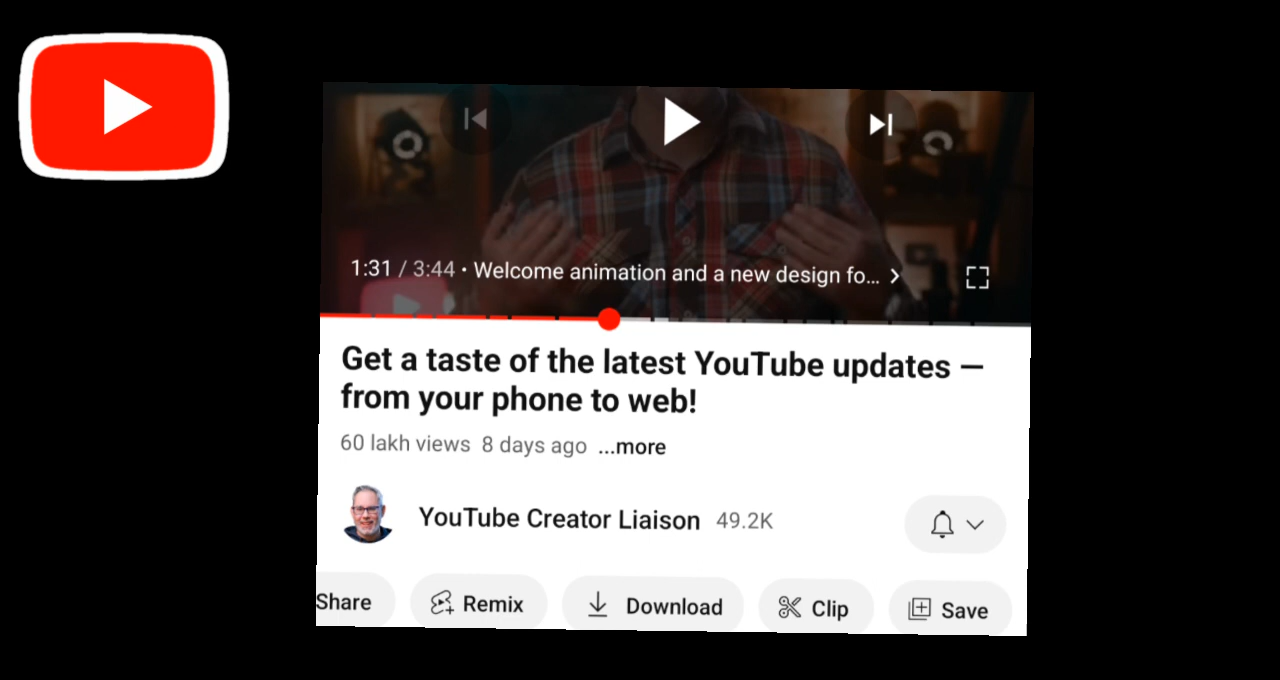 1:31 / 3:44 • Welcome animation and a new design fo... >
Get a taste of the latest YouTube updates —
from your phone to web!
60 lakh views 8 days ago ...more
YouTube Creator Liaison 49.2K
Share Remix Download Clip Save